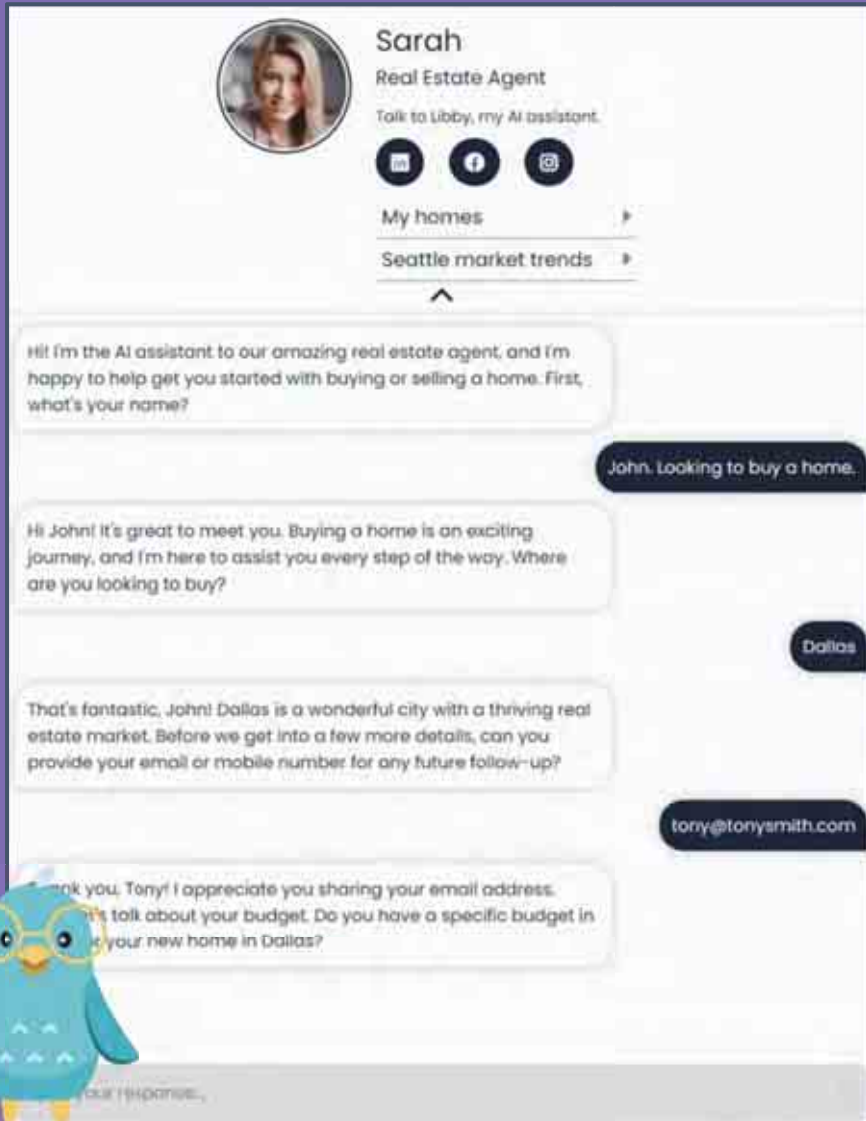 Sarah
Real Estate Agent
Talk to Libby, my AI assistant.
in
f
My homes
Seattle market trends
Hi! I'm the AI assistant to our amazing real estate agent, and I'm
happy to help get you started with buying or selling a home. First,
what's your name?
John. Looking to buy a home.
Hi John! It's great to meet you. Buying a home is an exciting
journey, and I'm here to assist you every step of the way. Where
are you looking to buy?
Dallas
That's fantastic, John! Dallas is a wonderful city with a thriving real
estate market. Before we get into a few more details, can you
provide your email or mobile number for any future follow-up?
tony@tonysmith.com
you, Tony! I appreciate you sharing your email address.
talk about your budget. Do you have a specific budget in
your new home in Dallas?
your response...